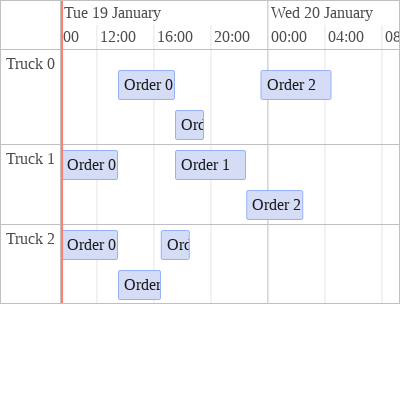 Tue 19 January Wed 20 January
00 12:00 16:00 20:00 00:00 04:00 08
Truck 0 Order 0 Order 2
Ord
Truck 1 Order 0 Order 1
Order 2
Truck 2 Order 0 Ord
Order